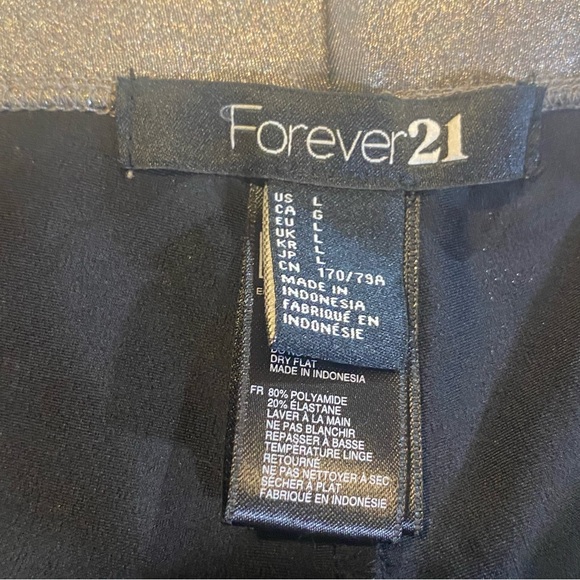 Forever21
US L
CA G
EU L
UK L
KR L
JP L
CN 170/79A
MADE IN
INDONESIA
FABRIQUÉ EN
INDONÉSIE
DRY FLAT
MADE IN INDONESIA
FR 80% POLYAMIDE
20% ÉLASTANE
LAVER À LA MAIN
NE PAS BLANCHIR
REPASSER À BASSE
TEMPÉRATURE LINGE
RETOURNÉ
NE PAS NETTOYER À SEC
SÉCHER À PLAT
FABRIQUÉ EN INDONÉSIE